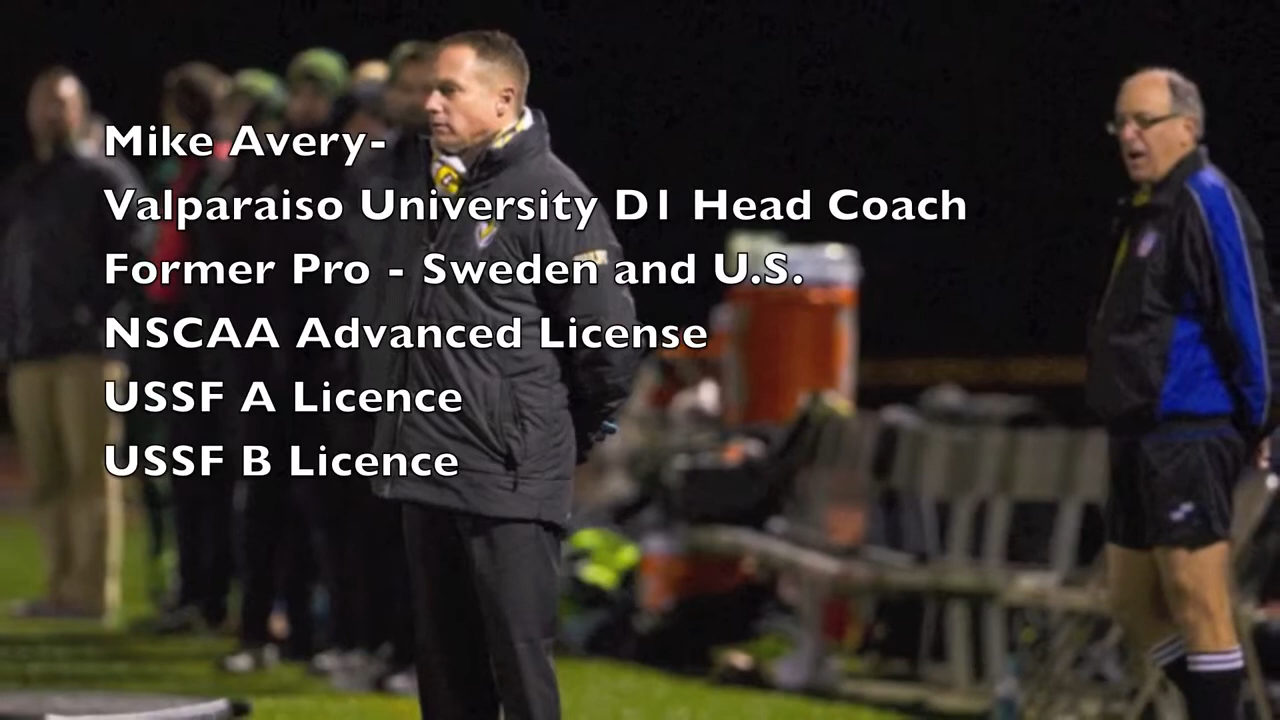 Mike Avery-
Valparaiso University D1 Head Coach
Former Pro - Sweden and U.S.
NSCAA Advanced License
USSF A Licence
USSF B Licence